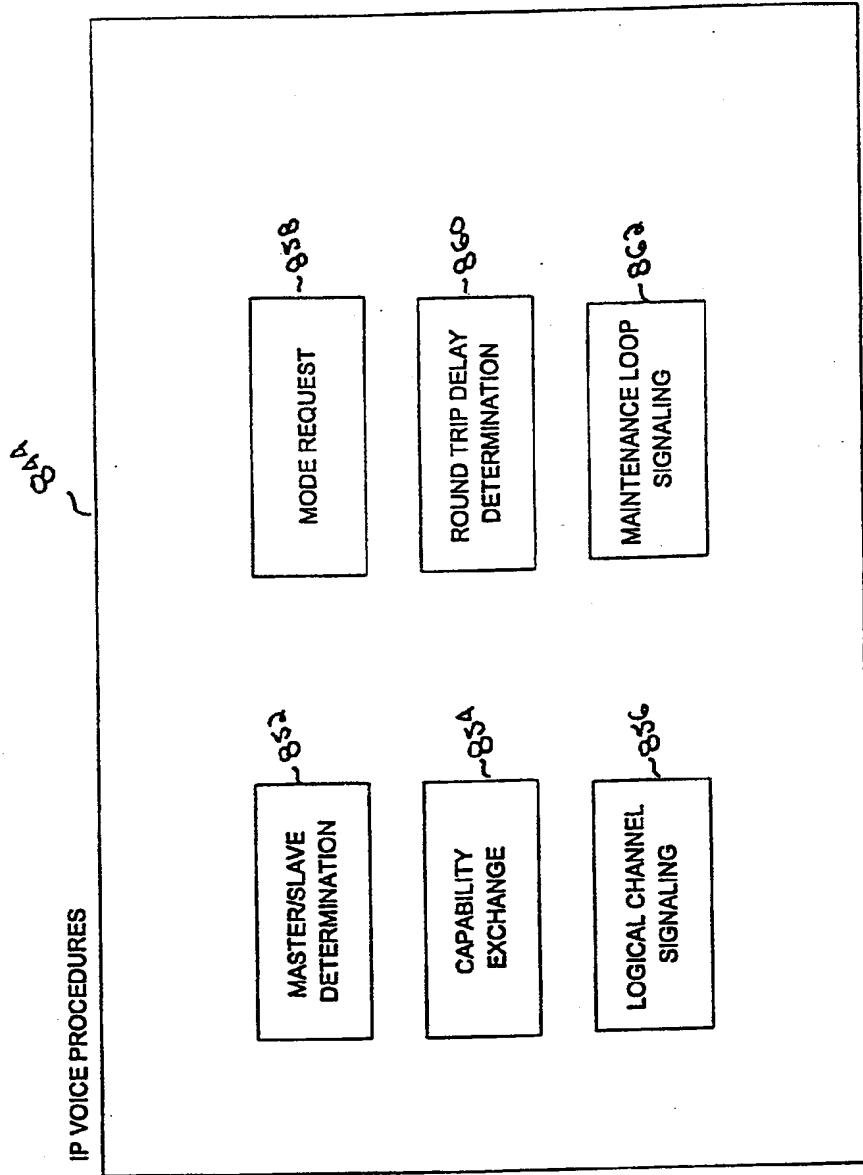 IP VOICE PROCEDURES
844
MASTER/SLAVE
DETERMINATION
852
CAPABILITY
EXCHANGE
854
LOGICAL CHANNEL
SIGNALING
856
MODE REQUEST
858
ROUND TRIP DELAY
DETERMINATION
860
MAINTENANCE LOOP
SIGNALING
862